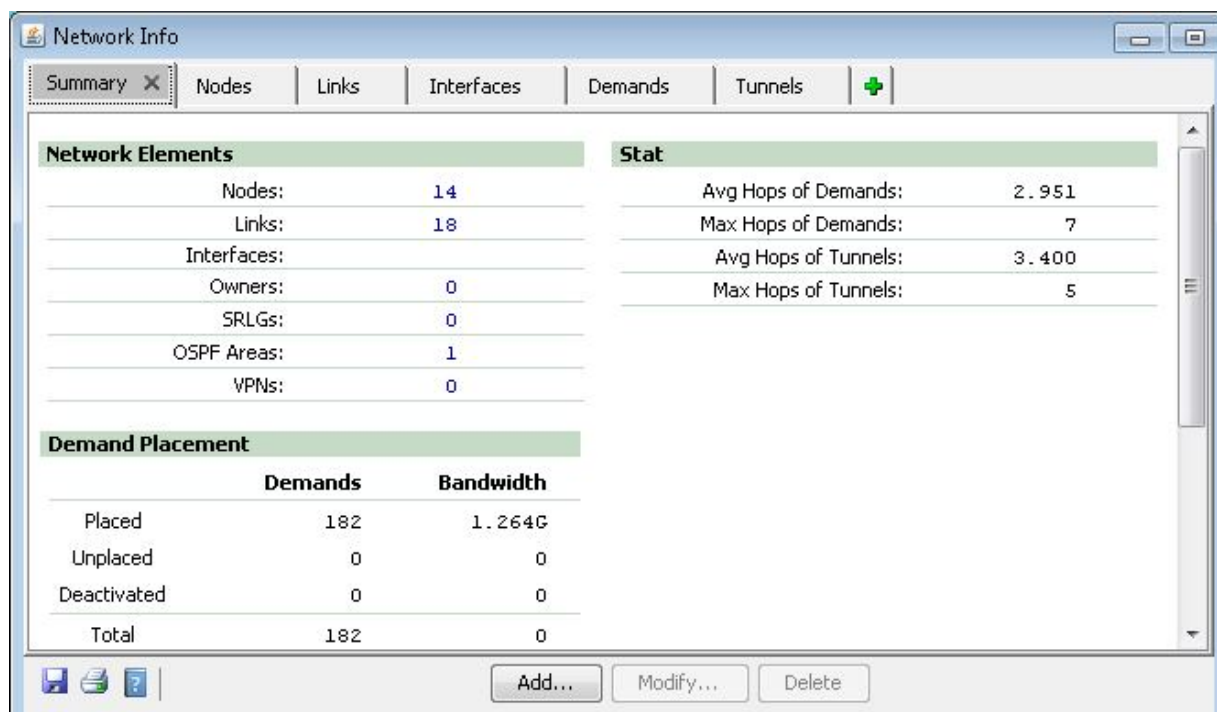 Network Info
Summary Nodes Links Interfaces Demands Tunnels
Network Elements
Nodes: 14
Links: 18
Interfaces:
Owners: 0
SRLGs: 0
OSPF Areas: 1
VPNs: 0
Demand Placement
Demands Bandwidth
Placed 182 1.264G
Unplaced 0 0
Deactivated 0 0
Total 182 0
Stat
Avg Hops of Demands: 2.951
Max Hops of Demands: 7
Avg Hops of Tunnels: 3.400
Max Hops of Tunnels: 5
Add... Modify... Delete